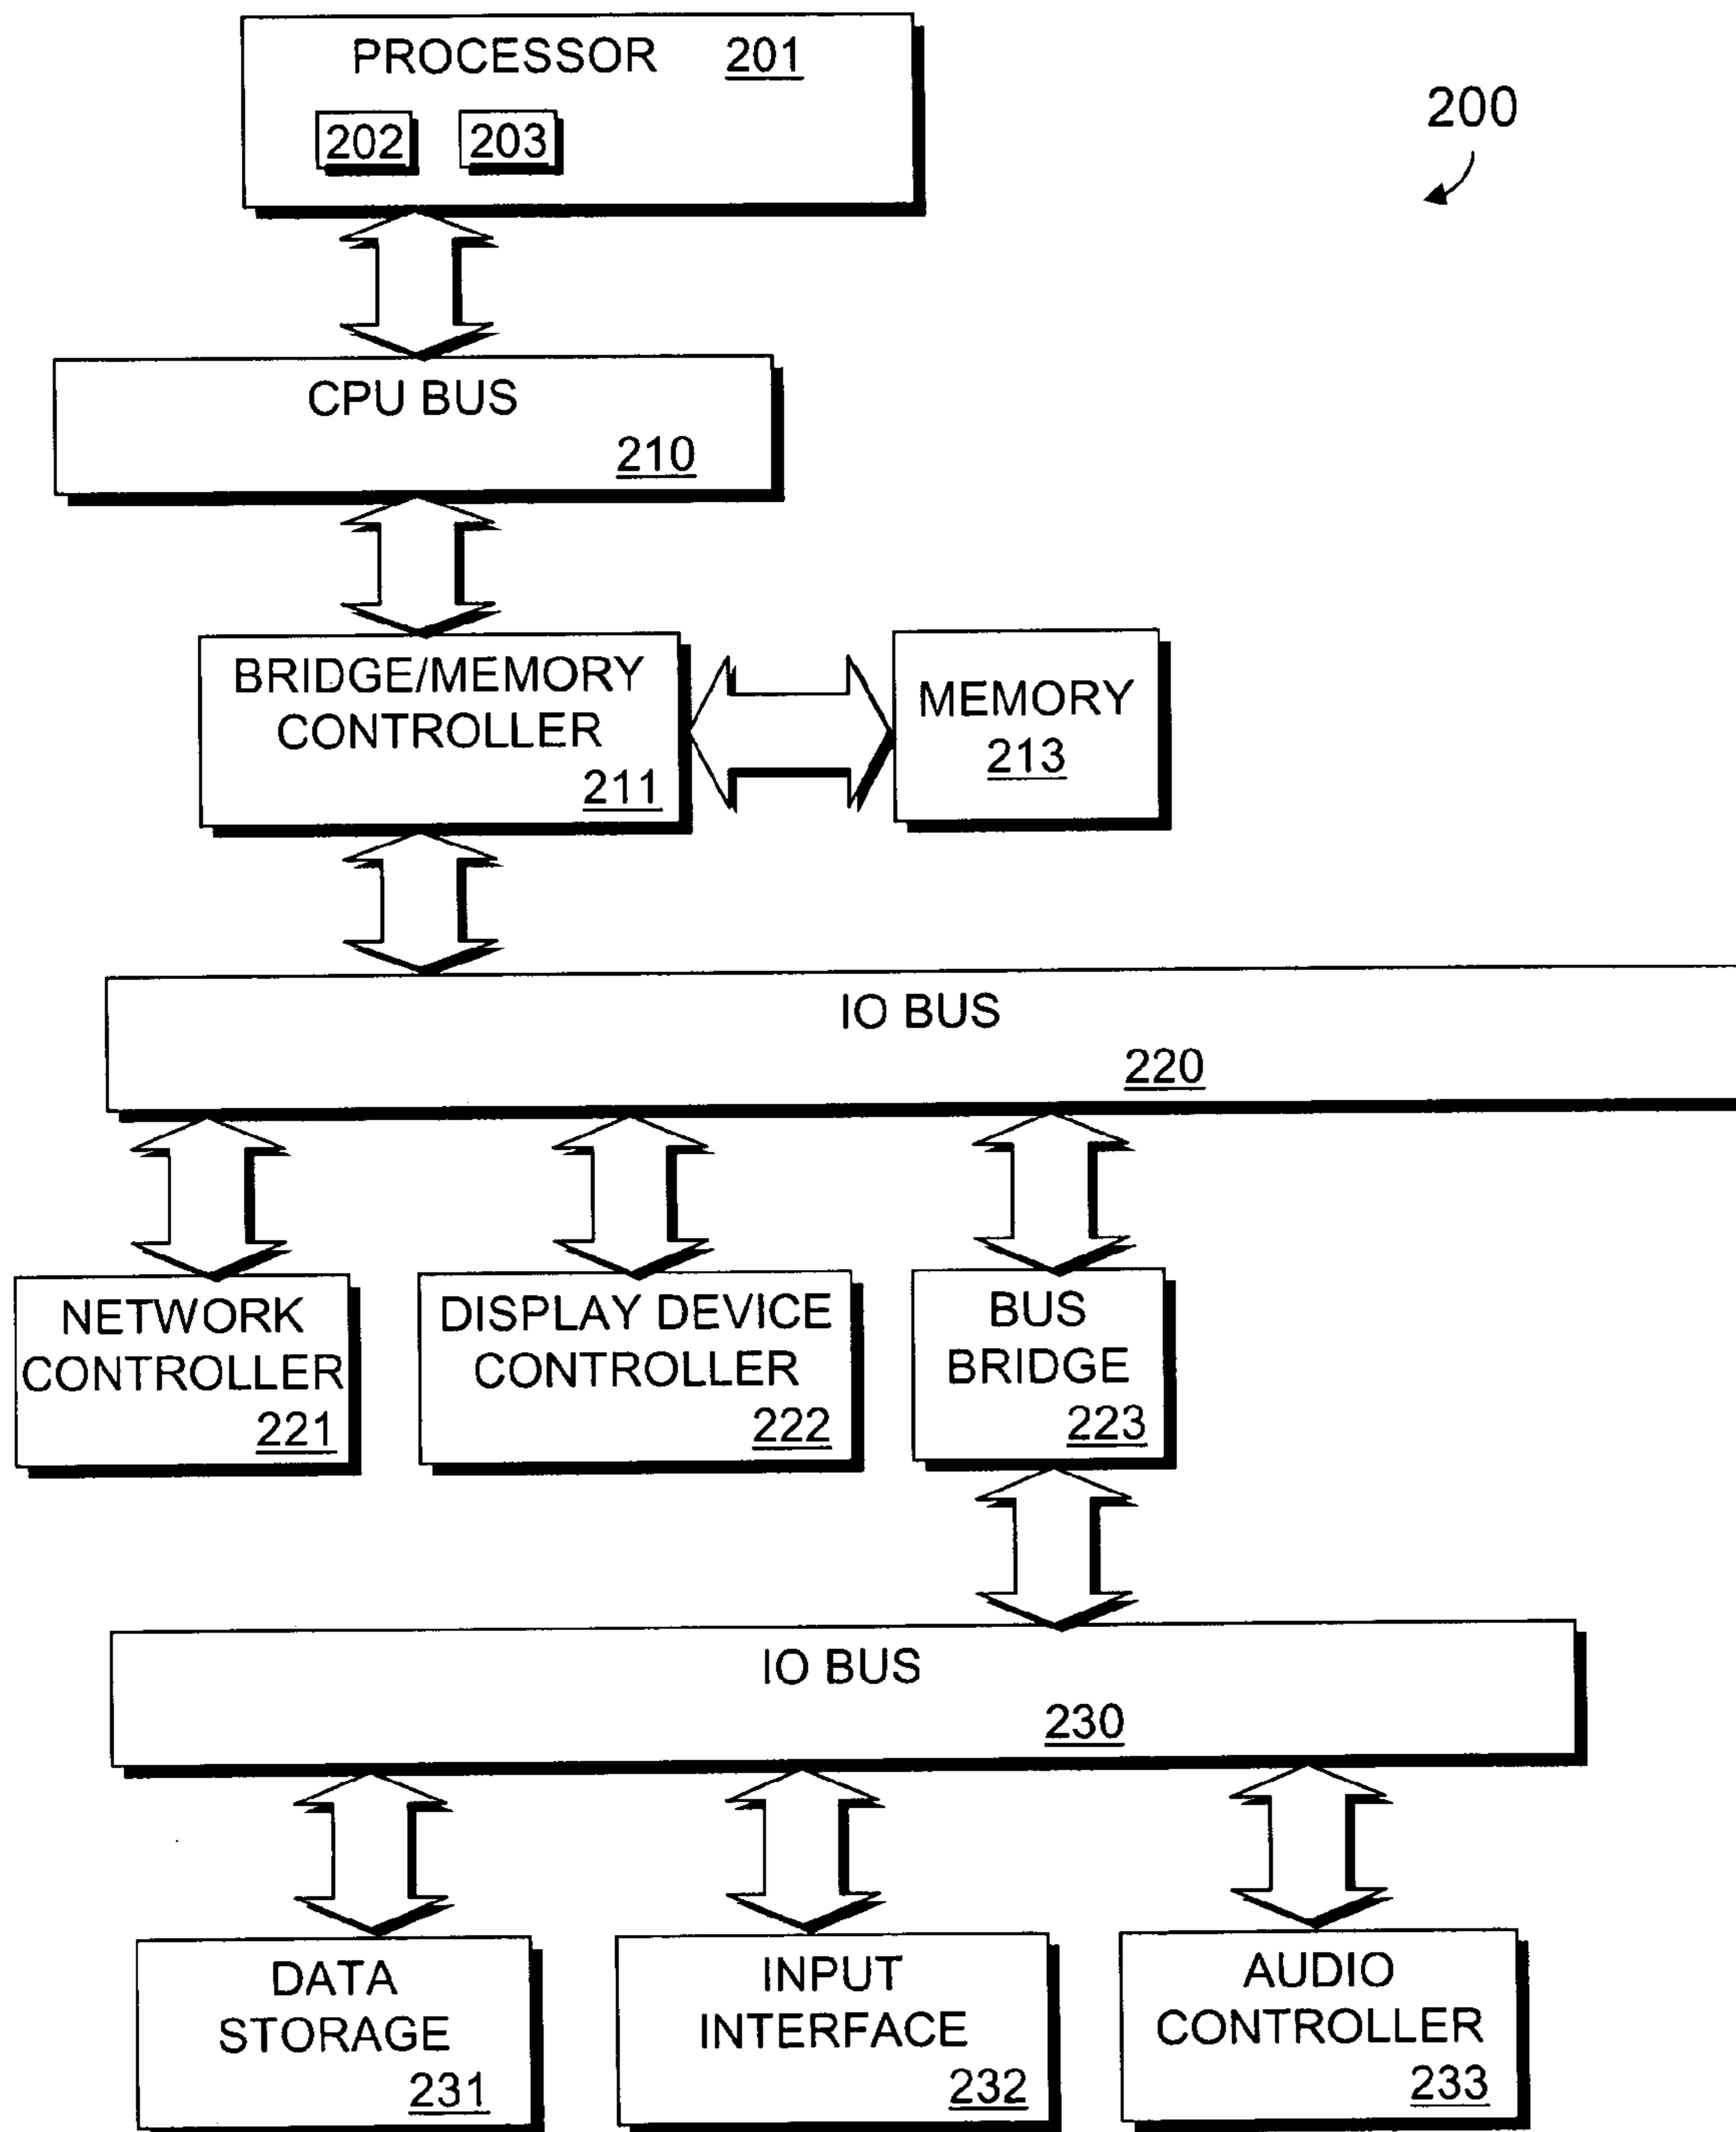 PROCESSOR 201
202 203
200
CPU BUS
210
BRIDGE/MEMORY
CONTROLLER
211
MEMORY
213
IO BUS
220
NETWORK
CONTROLLER
221
DISPLAY DEVICE
CONTROLLER
222
BUS
BRIDGE
223
IO BUS
230
DATA
STORAGE
231
INPUT
INTERFACE
232
AUDIO
CONTROLLER
233